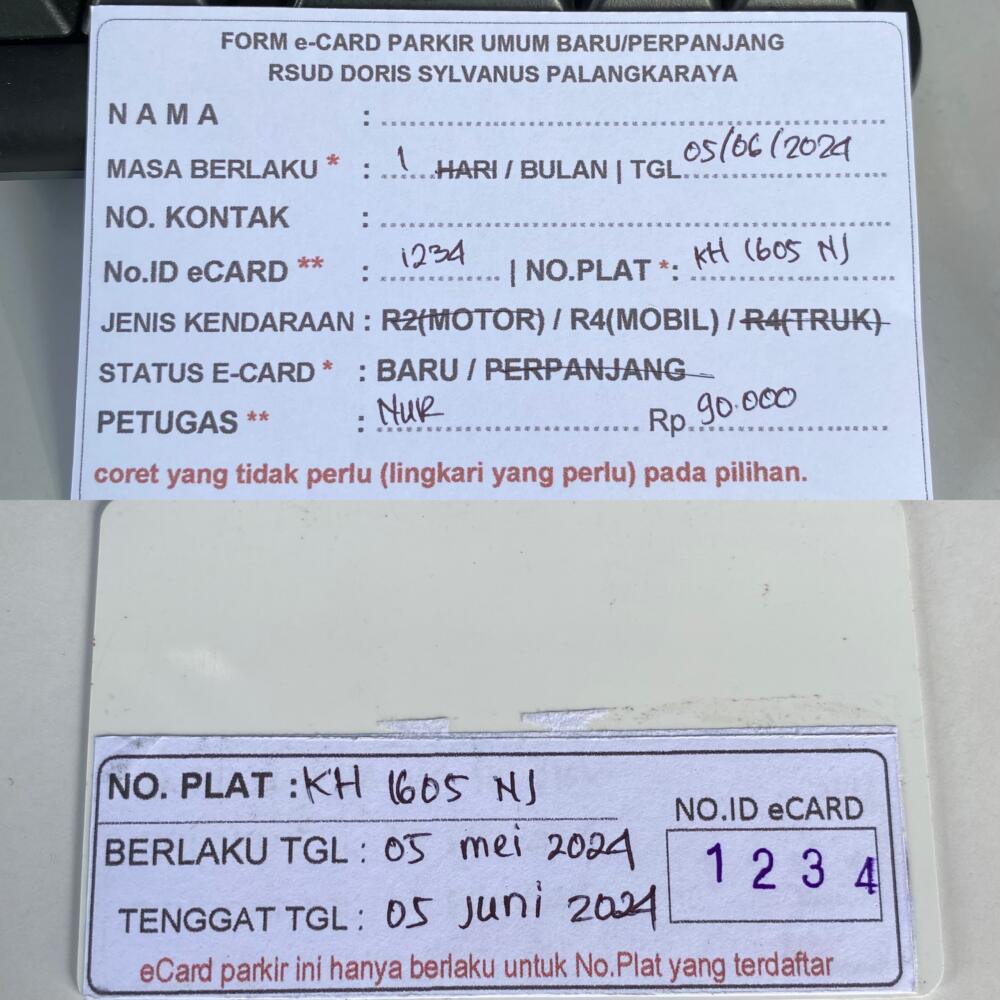 FORM e-CARD PARKIR UMUM BARU/PERPANJANG
RSUD DORIS SYLVANUS PALANGKARAYA
NAMA :
MASA BERLAKU * : 1 HARI / BULAN | TGL 05/06/2024
NO. KONTAK :
No.ID eCARD ** : 1234 | NO.PLAT *: KH 1605 NJ
JENIS KENDARAAN : R2(MOTOR) / R4(MOBIL) / R4(TRUK)
STATUS E-CARD * : BARU / PERPANJANG
PETUGAS ** : NUR Rp 90.000
coret yang tidak perlu (lingkari yang perlu) pada pilihan.
NO. PLAT : KH 1605 NJ
NO.ID eCARD
1234
BERLAKU TGL : 05 mei 2024
TENGGAT TGL : 05 juni 2024
eCard parkir ini hanya berlaku untuk No.Plat yang terdaftar